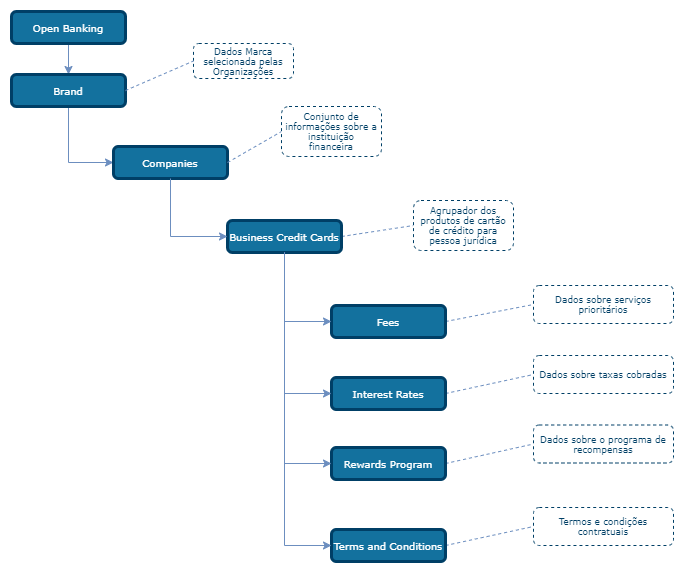 Open Banking
Dados Marca
selecionada pelas
Organizações
Brand
Conjunto de
informações sobre a
instituição
financeira
Companies
Agrupador dos
produtos de cartão
de crédito para
pessoa jurídica
Business Credit Cards
Dados sobre serviços
prioritários
Fees
Dados sobre taxas cobradas
Interest Rates
Dados sobre o programa de
recompensas
Rewards Program
Termos e condições
contratuais
Terms and Conditions